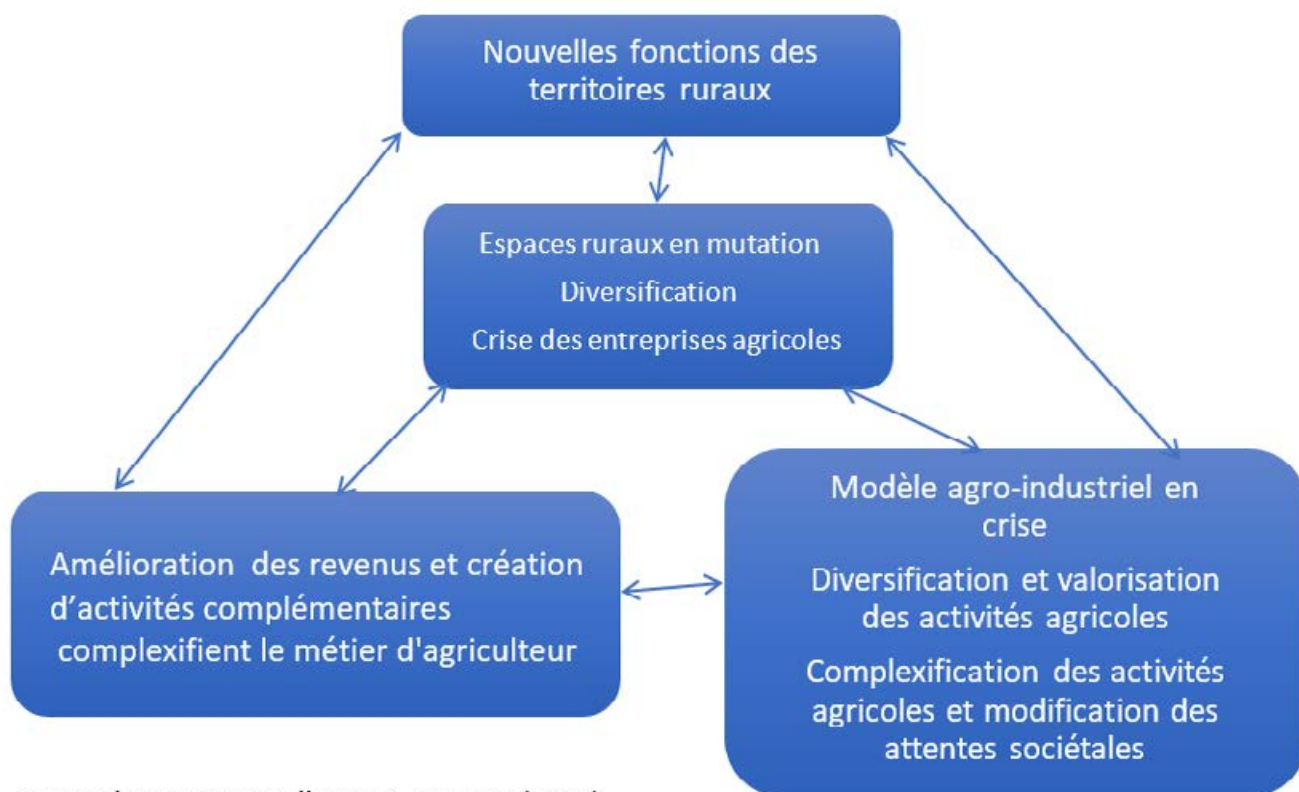 Nouvelles fonctions des
territoires ruraux
Espaces ruraux en mutation
Diversification
Crise des entreprises agricoles
Amélioration des revenus et création
d’activités complémentaires
complexifient le métier d'agriculteur
Modèle agro-industriel en
crise
Diversification et valorisation
des activités agricoles
Complexification des activités
agricoles et modification des
attentes sociétales